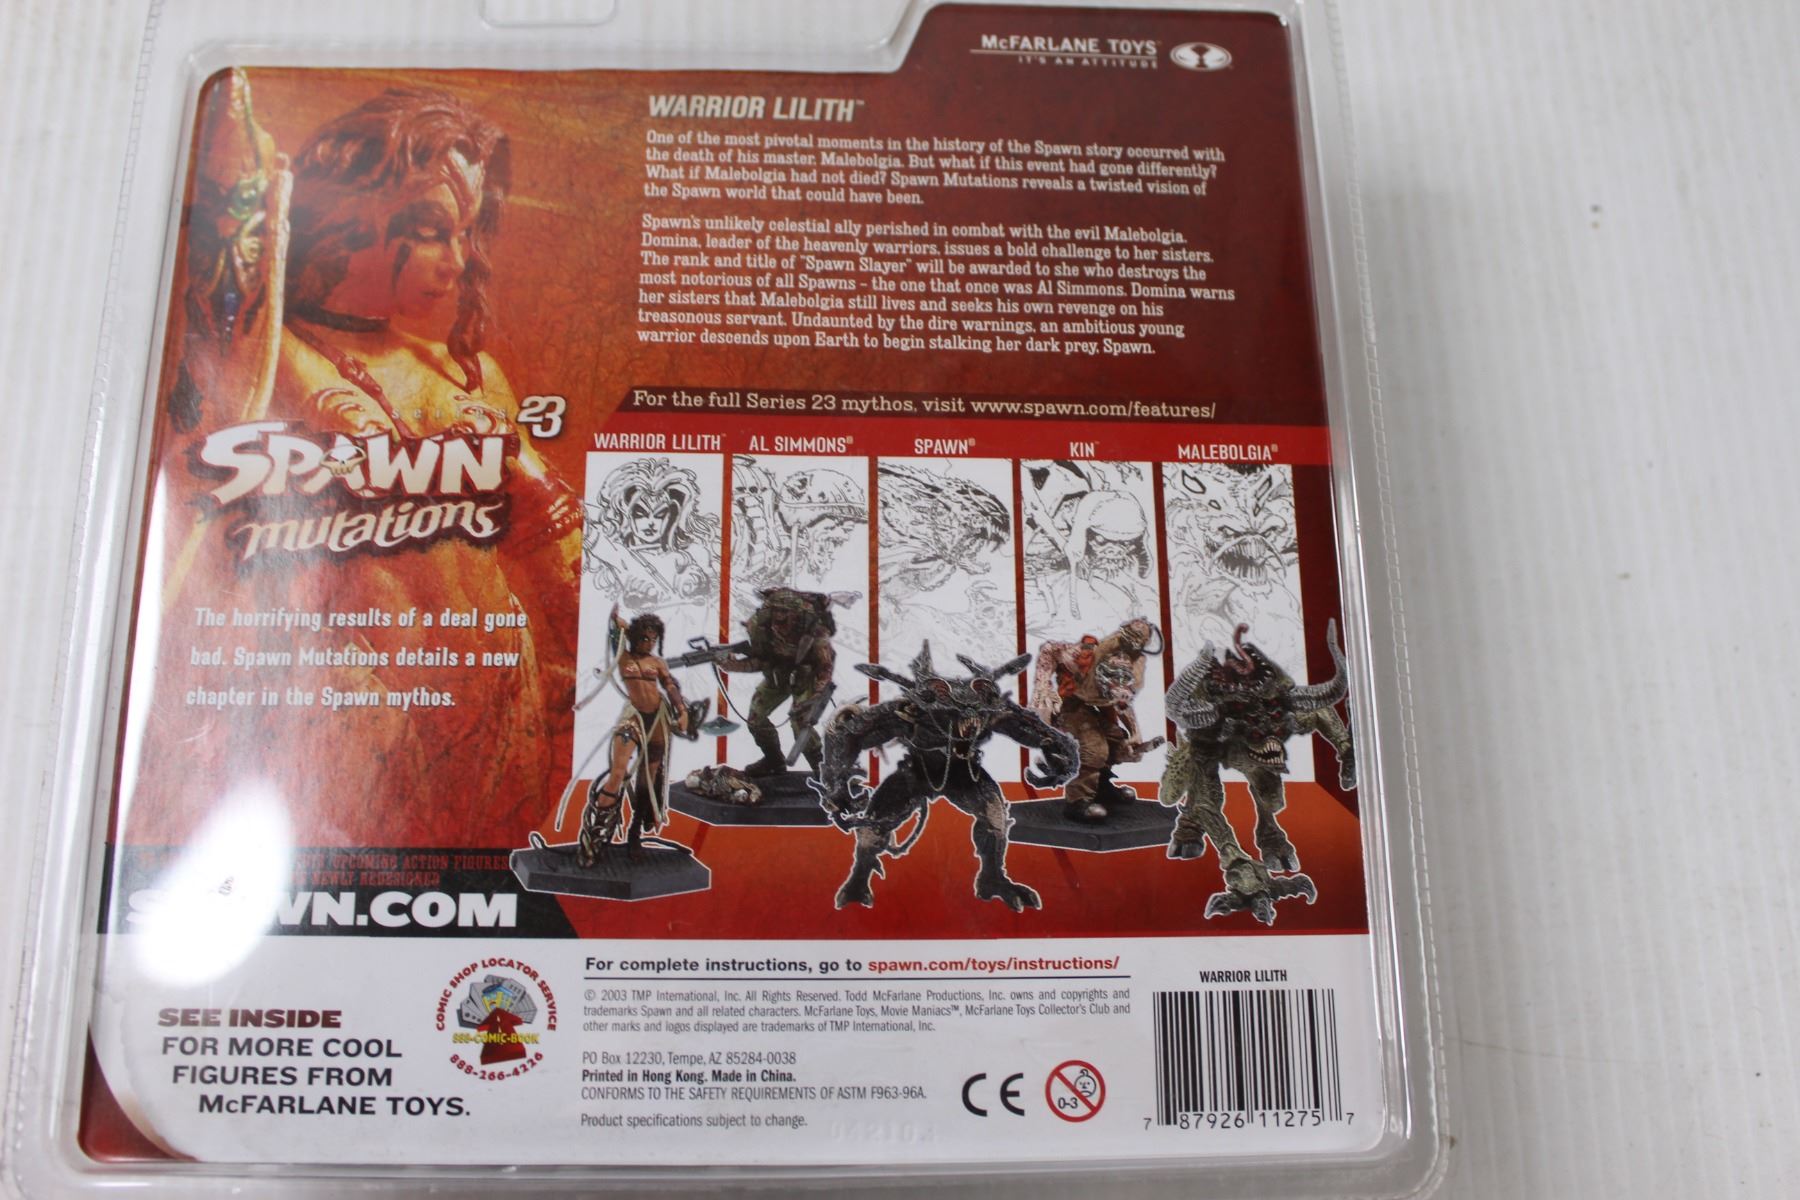 McFARLANE TOYS
IT'S AN ATTITUDE
WARRIOR LILITH™
One of the most pivotal moments in the history of the Spawn story occurred with
the death of his master, Malebolgia. But what if this event had gone differently?
What if Malebolgia had not died? Spawn Mutations reveals a twisted vision of
the Spawn world that could have been.
Spawn's unlikely celestial ally perished in combat with the evil Malebolgia.
Domina, leader of the heavenly warriors, issues a bold challenge to her sisters.
The rank and title of "Spawn Slayer" will be awarded to she who destroys the
most notorious of all Spawns - the one that once was Al Simmons. Domina warns
her sisters that Malebolgia still lives and seeks his own revenge on his
treasonous servant. Undaunted by the dire warnings, an ambitious young
warrior descends upon Earth to begin stalking her dark prey, Spawn.
For the full Series 23 mythos, visit www.spawn.com/features/
series 23
SPAWN
mutations
The horrifying results of a deal gone
bad. Spawn Mutations details a new
chapter in the Spawn mythos.
WARRIOR LILITH™ AL SIMMONS® SPAWN® KIN™ MALEBOLGIA®
UPCOMING ACTION FIGURES
NEWLY REDESIGNED
SPAWN.COM
SEE INSIDE
FOR MORE COOL
FIGURES FROM
McFARLANE TOYS.
COMIC SHOP LOCATOR SERVICE
888-COMIC-BOOK
888-266-4226
For complete instructions, go to spawn.com/toys/instructions/
© 2003 TMP International, Inc. All Rights Reserved. Todd McFarlane Productions, Inc. owns and copyrights and
trademarks Spawn and all related characters. McFarlane Toys, Movie Maniacs™, McFarlane Toys Collector's Club and
other marks and logos displayed are trademarks of TMP International, Inc.
PO Box 12230, Tempe, AZ 85284-0038
Printed in Hong Kong. Made in China.
CONFORMS TO THE SAFETY REQUIREMENTS OF ASTM F963-96A.
Product specifications subject to change.
CE
0-3
WARRIOR LILITH
7 87926 11275 7